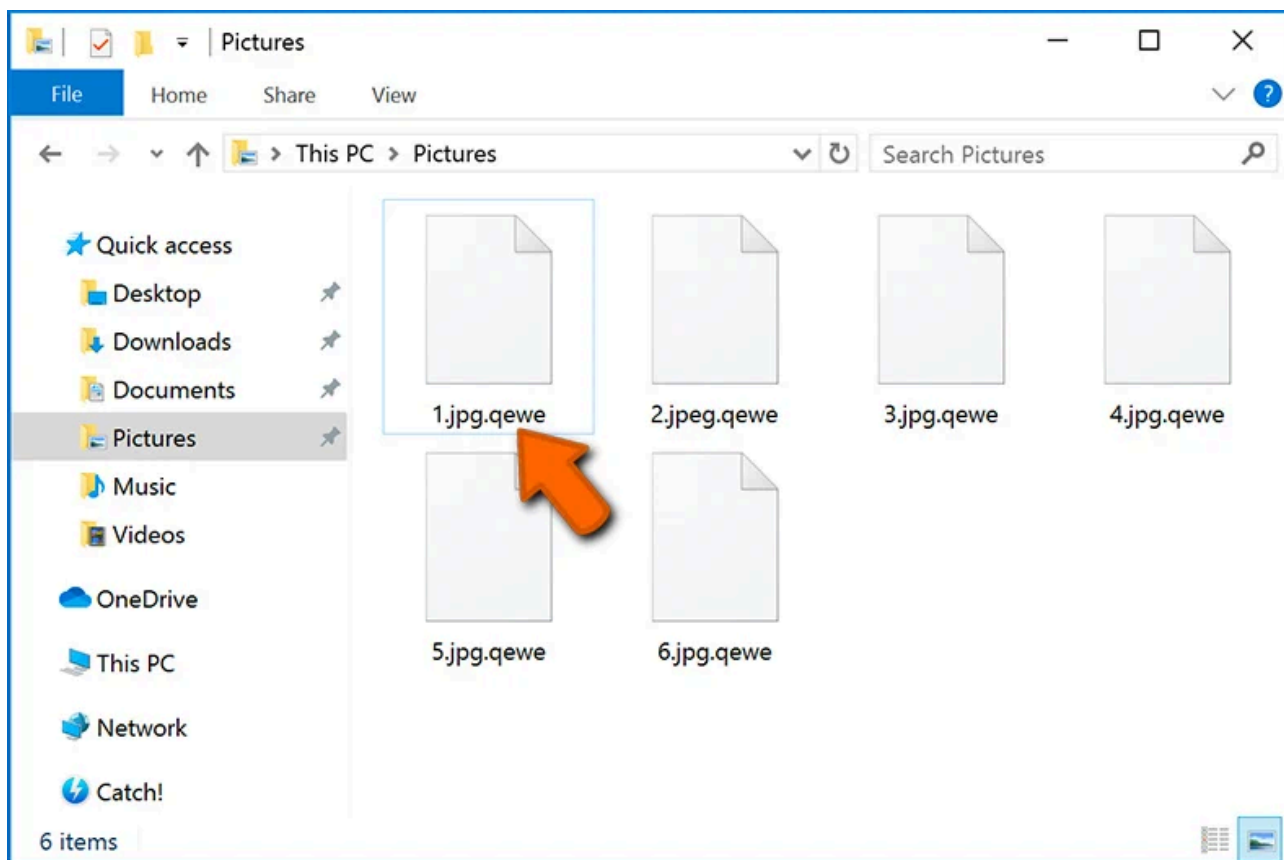 Pictures
File Home Share View
?
This PC > Pictures
Search Pictures
Quick access
Desktop
Downloads
Documents
Pictures
Music
Videos
OneDrive
This PC
Network
Catch!
1.jpg.qewe 2.jpeg.qewe 3.jpg.qewe 4.jpg.qewe
5.jpg.qewe 6.jpg.qewe
6 items